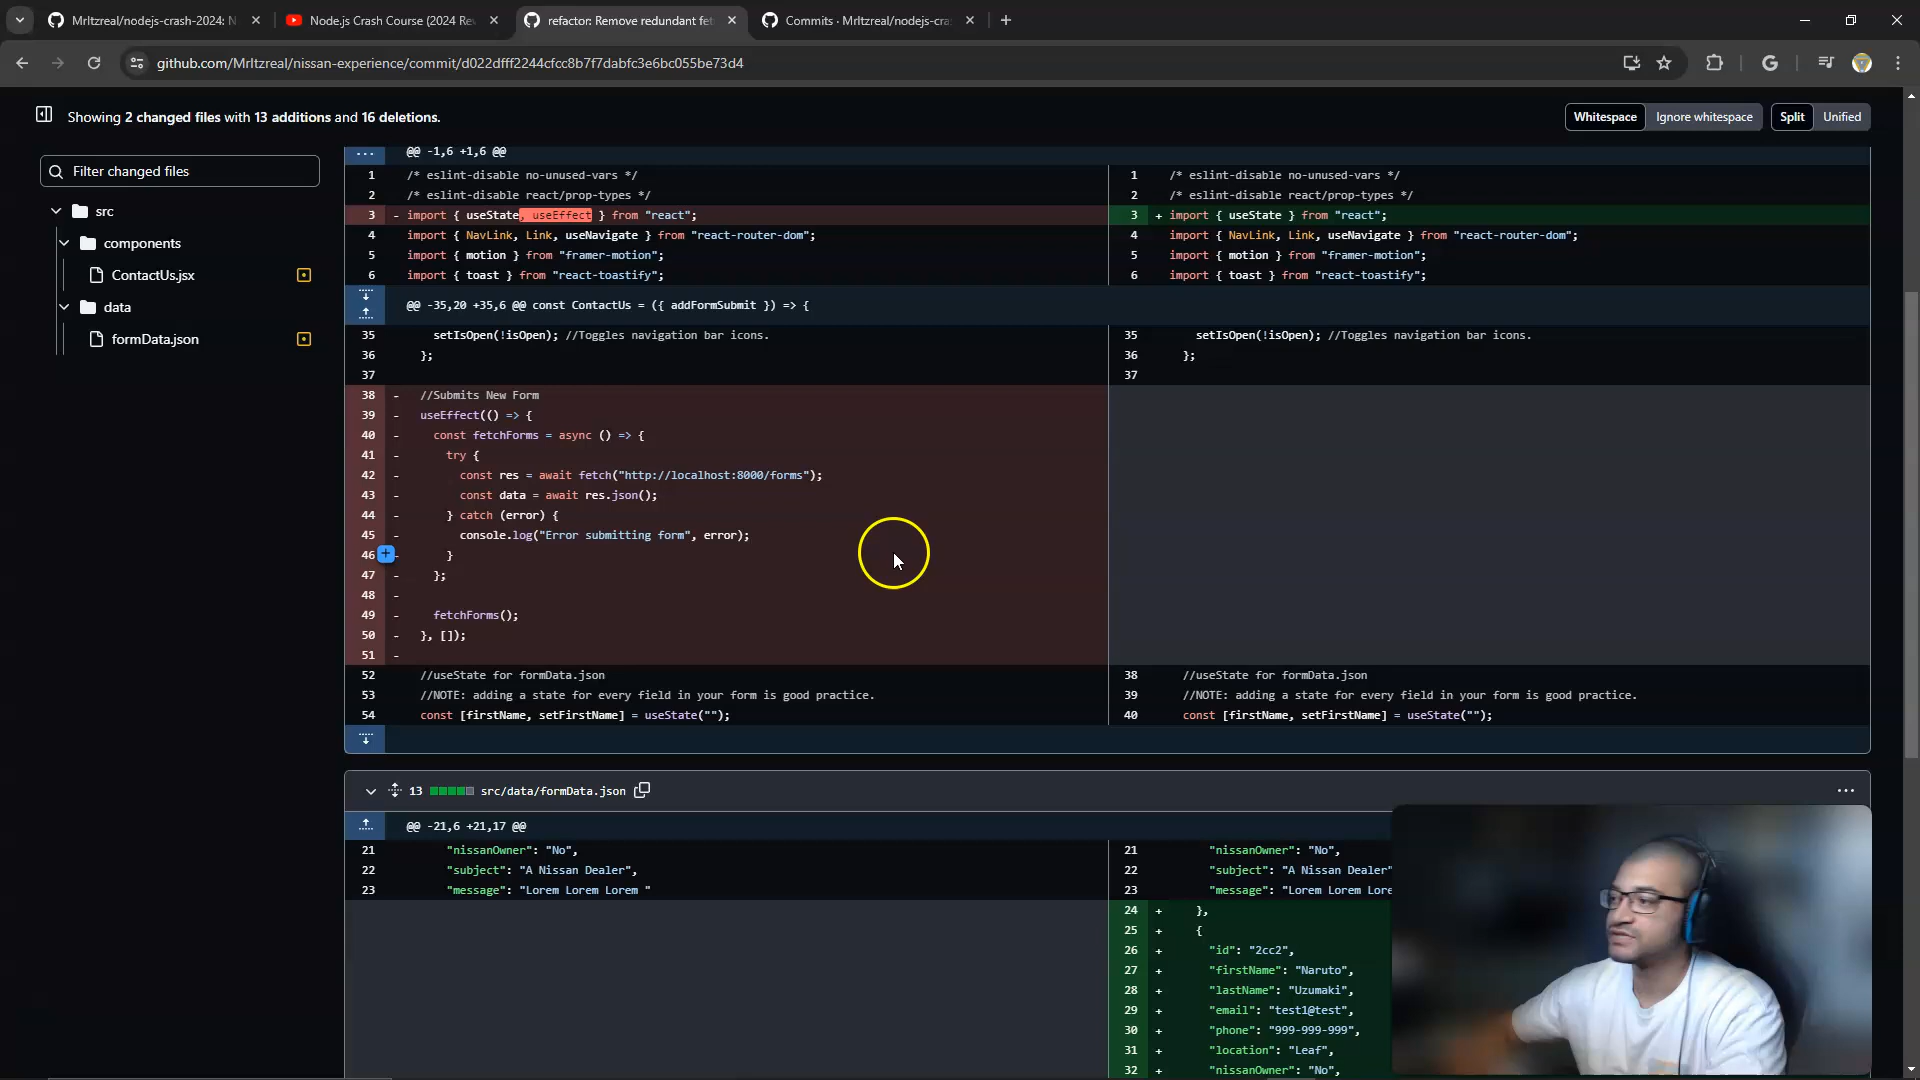 MrItzreal/nodejs-crash-2024: N
Node.js Crash Course (2024 Re
refactor: Remove redundant fet
Commits · MrItzreal/nodejs-cra
github.com/MrItzreal/nissan-experience/commit/d022dfff2244cfcc8b7f7dabfc3e6bc055be73d4
Showing 2 changed files with 13 additions and 16 deletions.
Whitespace
Ignore whitespace
Split
Unified
Filter changed files
src
components
ContactUs.jsx
data
formData.json
@@ -1,6 +1,6 @@
1 /* eslint-disable no-unused-vars */
2 /* eslint-disable react/prop-types */
3 - import { useState, useEffect } from "react";
4 import { NavLink, Link, useNavigate } from "react-router-dom";
5 import { motion } from "framer-motion";
6 import { toast } from "react-toastify";
1 /* eslint-disable no-unused-vars */
2 /* eslint-disable react/prop-types */
3 + import { useState } from "react";
4 import { NavLink, Link, useNavigate } from "react-router-dom";
5 import { motion } from "framer-motion";
6 import { toast } from "react-toastify";
@@ -35,20 +35,6 @@ const ContactUs = ({ addFormSubmit }) => {
35 setIsOpen(!isOpen); //Toggles navigation bar icons.
36 };
37
38 - //Submits New Form
39 - useEffect(() => {
40 - const fetchForms = async () => {
41 - try {
42 - const res = await fetch("http://localhost:8000/forms");
43 - const data = await res.json();
44 - } catch (error) {
45 - console.log("Error submitting form", error);
46 - }
47 - };
48 -
49 - fetchForms();
50 - }, []);
51 -
52 //useState for formData.json
53 //NOTE: adding a state for every field in your form is good practice.
54 const [firstName, setFirstName] = useState("");
35 setIsOpen(!isOpen); //Toggles navigation bar icons.
36 };
37
38 //useState for formData.json
39 //NOTE: adding a state for every field in your form is good practice.
40 const [firstName, setFirstName] = useState("");
13 src/data/formData.json
@@ -21,6 +21,17 @@
21 "nissanOwner": "No",
22 "subject": "A Nissan Dealer",
23 "message": "Lorem Lorem Lorem "
21 "nissanOwner": "No",
22 "subject": "A Nissan Dealer"
23 "message": "Lorem Lorem Lore
24 + },
25 + {
26 + "id": "2cc2",
27 + "firstName": "Naruto",
28 + "lastName": "Uzumaki",
29 + "email": "test1@test",
30 + "phone": "999-999-999",
31 + "location": "Leaf",
32 + "nissanOwner": "No",